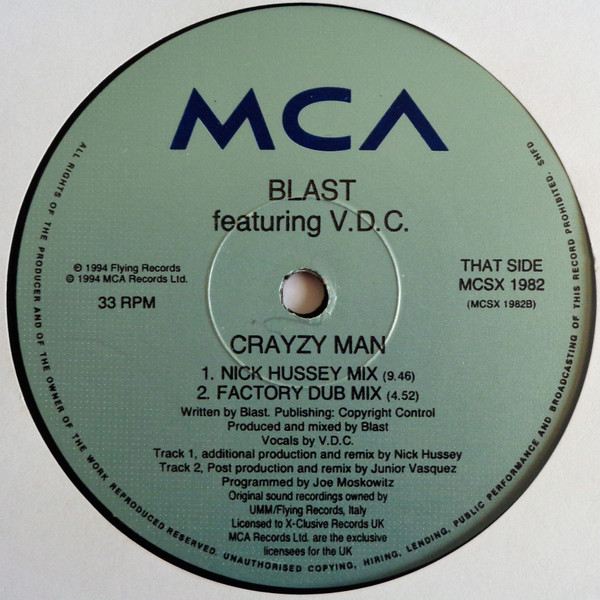 MCA
BLAST
featuring V.D.C.
℗ 1994 Flying Records
© 1994 MCA Records Ltd.
33 RPM
THAT SIDE
MCSX 1982
(MCSX 1982B)
CRAYZY MAN
1. NICK HUSSEY MIX (9.46)
2. FACTORY DUB MIX (4.52)
Written by Blast. Publishing: Copyright Control
Produced and mixed by Blast
Vocals by V.D.C.
Track 1, additional production and remix by Nick Hussey
Track 2, Post production and remix by Junior Vasquez
Programmed by Joe Moskowitz
Original sound recordings owned by
UMM/Flying Records, Italy
Licensed to X-Clusive Records UK
MCA Records Ltd. are the exclusive
licensees for the UK
ALL RIGHTS OF THE PRODUCER AND OF THE OWNER OF THE WORK REPRODUCED RESERVED. UNAUTHORISED COPYING, HIRING, LENDING, PUBLIC PERFORMANCE AND BROADCASTING OF THIS RECORD PROHIBITED. SHFD